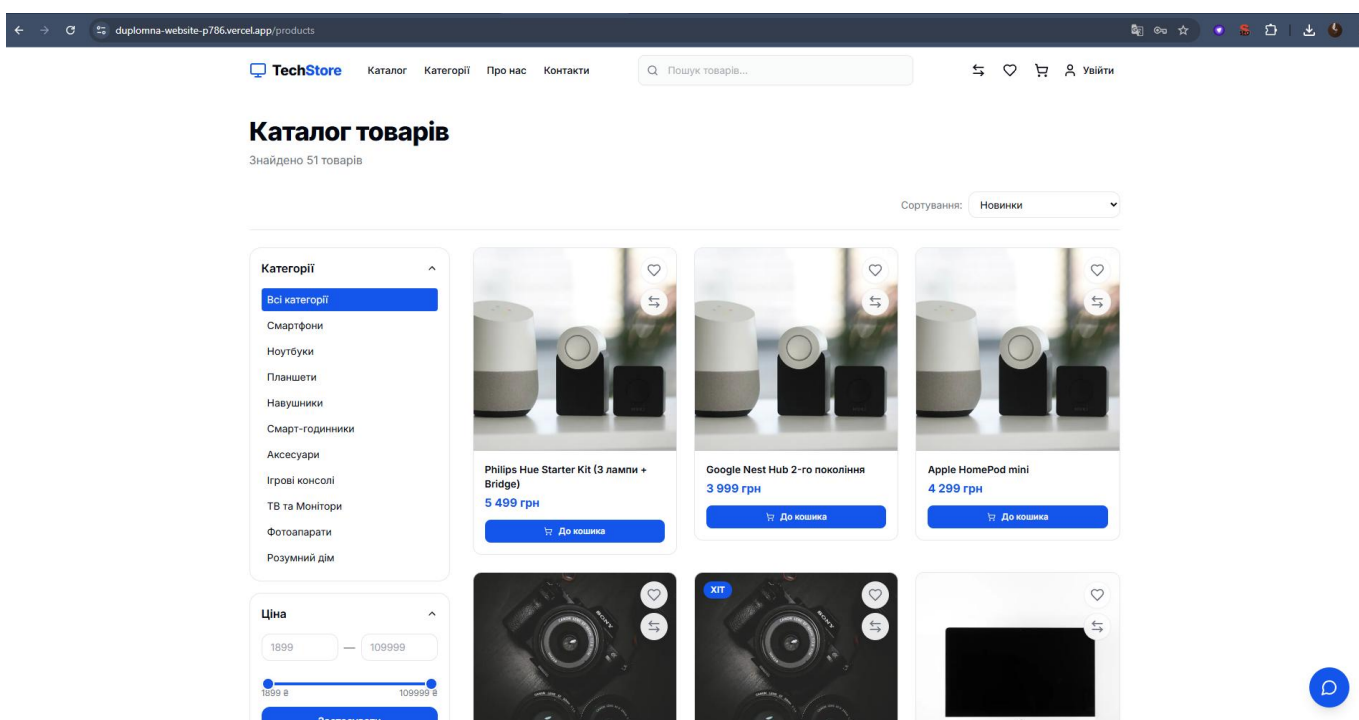 duplomna-website-p786.vercel.app/products
TechStore Каталог Категорії Про нас Контакти Пошук товарів... Увійти
Каталог товарів
Знайдено 51 товарів
Сортування: Новинки
Категорії
Всі категорії
Смартфони
Ноутбуки
Планшети
Навушники
Смарт-годинники
Аксесуари
Ігрові консолі
ТВ та Монітори
Фотоапарати
Розумний дім
Ціна
1899 — 109999
1899 ₴ 109999 ₴
Застосувати
Philips Hue Starter Kit (3 лампи +
Bridge)
5 499 грн
До кошика
Google Nest Hub 2-го покоління
3 999 грн
До кошика
Apple HomePod mini
4 299 грн
До кошика
SONY
ХІТ
SONY